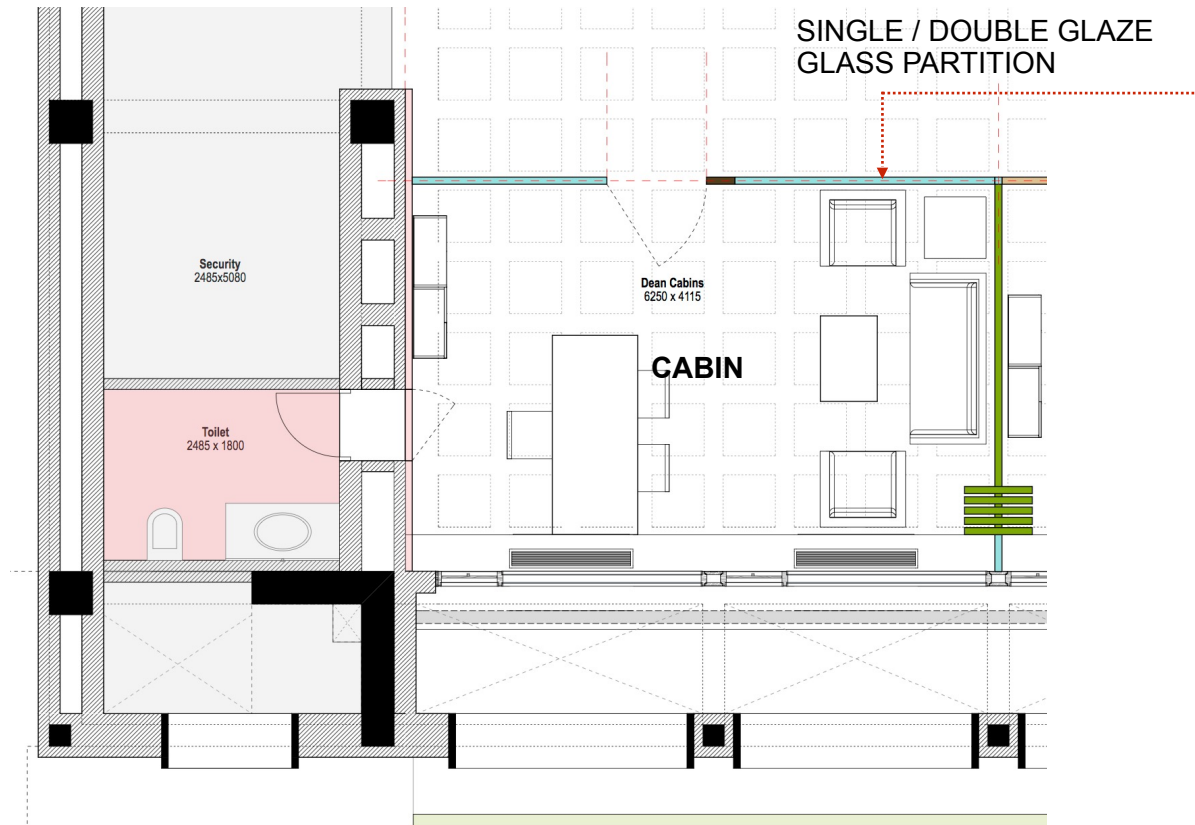 SINGLE / DOUBLE GLAZE
GLASS PARTITION
Security
2485x5080
Dean Cabins
6250 x 4115
CABIN
Toilet
2485 x 1800